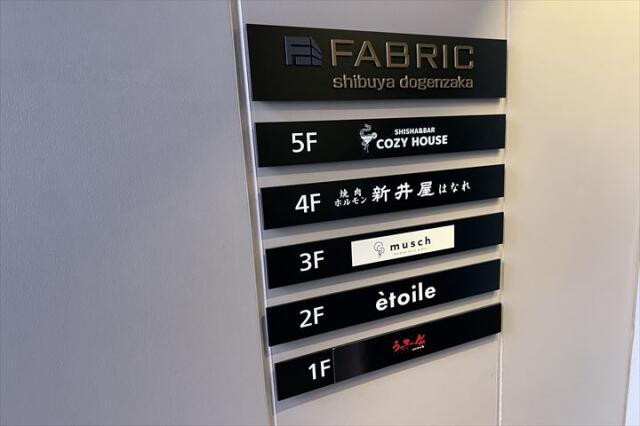 FABRIC
shibuya dogenzaka
5F
SHISHA&BAR
COZY HOUSE
4F
焼肉
ホルモン
新井屋はなれ
3F
musch
2F
ètoile
1F